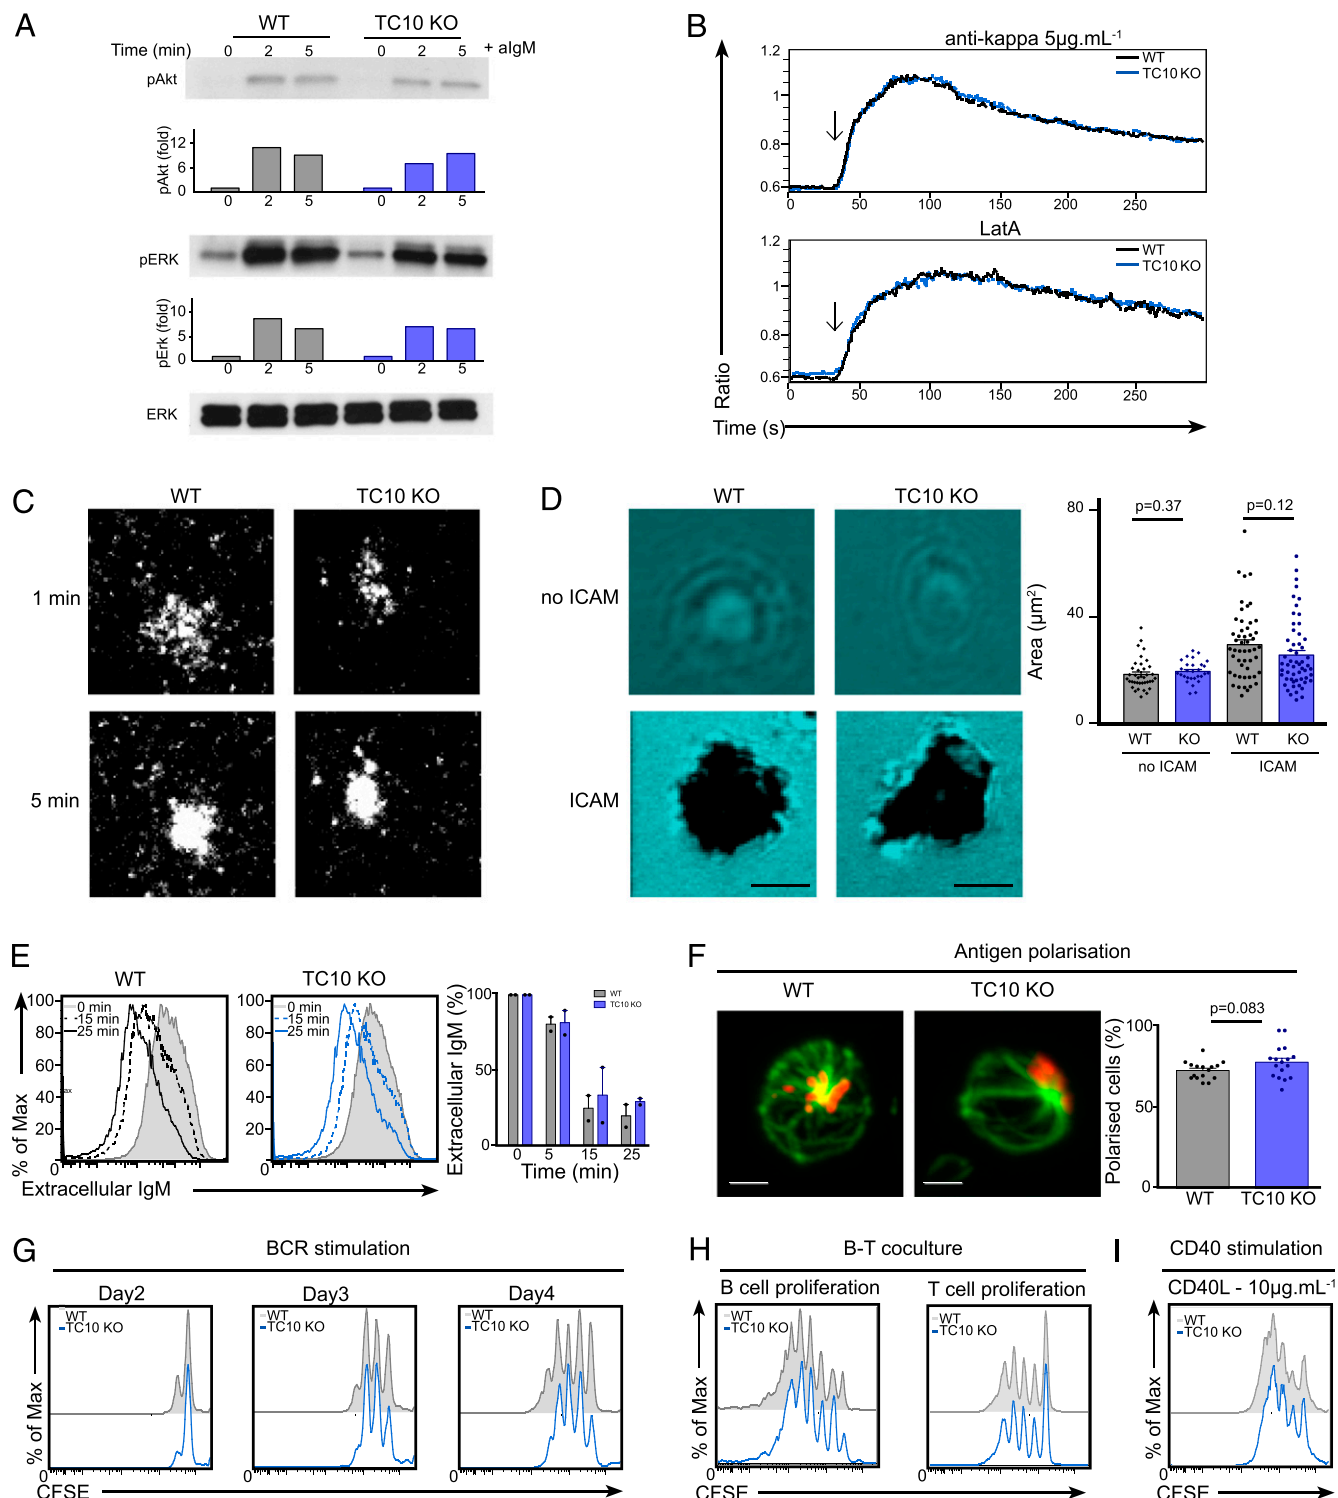 A
WT TC10 KO
Time (min) 0 2 5 0 2 5 + aIgM
pAkt
pAkt (fold)
12
6
0
0 2 5 0 2 5
pERK
pErk (fold)
10
5
0
0 2 5 0 2 5
ERK
B
anti-kappa 5µg.mL-1
WT
TC10 KO
1.2
1
0.8
0.6
0 50 100 150 200 250
LatA
WT
TC10 KO
1.2
1
0.8
0.6
0 50 100 150 200 250
Ratio
Time (s)
C
WT TC10 KO
1 min
5 min
D
WT TC10 KO
no ICAM
ICAM
Area (µm2)
80
40
0
p=0.37 p=0.12
WT KO WT KO
no ICAM ICAM
E
WT TC10 KO
% of Max
100
80
60
40
20
0
0 min
15 min
25 min
100
80
60
40
20
0
0 min
15 min
25 min
Extracellular IgM
Extracellular IgM (%)
100
50
0
WT
TC10 KO
0 5 15 25
Time (min)
F
Antigen polarisation
WT TC10 KO
Polarised cells (%)
100
50
0
p=0.083
WT TC10 KO
G
BCR stimulation
Day2 Day3 Day4
WT
TC10 KO
WT
TC10 KO
WT
TC10 KO
% of Max
0 0 0
CFSE
H
B-T coculture
B cell proliferation T cell proliferation
WT
TC10 KO
WT
TC10 KO
% of Max
0 0
CFSE
I
CD40 stimulation
CD40L - 10µg.mL-1
WT
TC10 KO
% of Max
0
CFSE